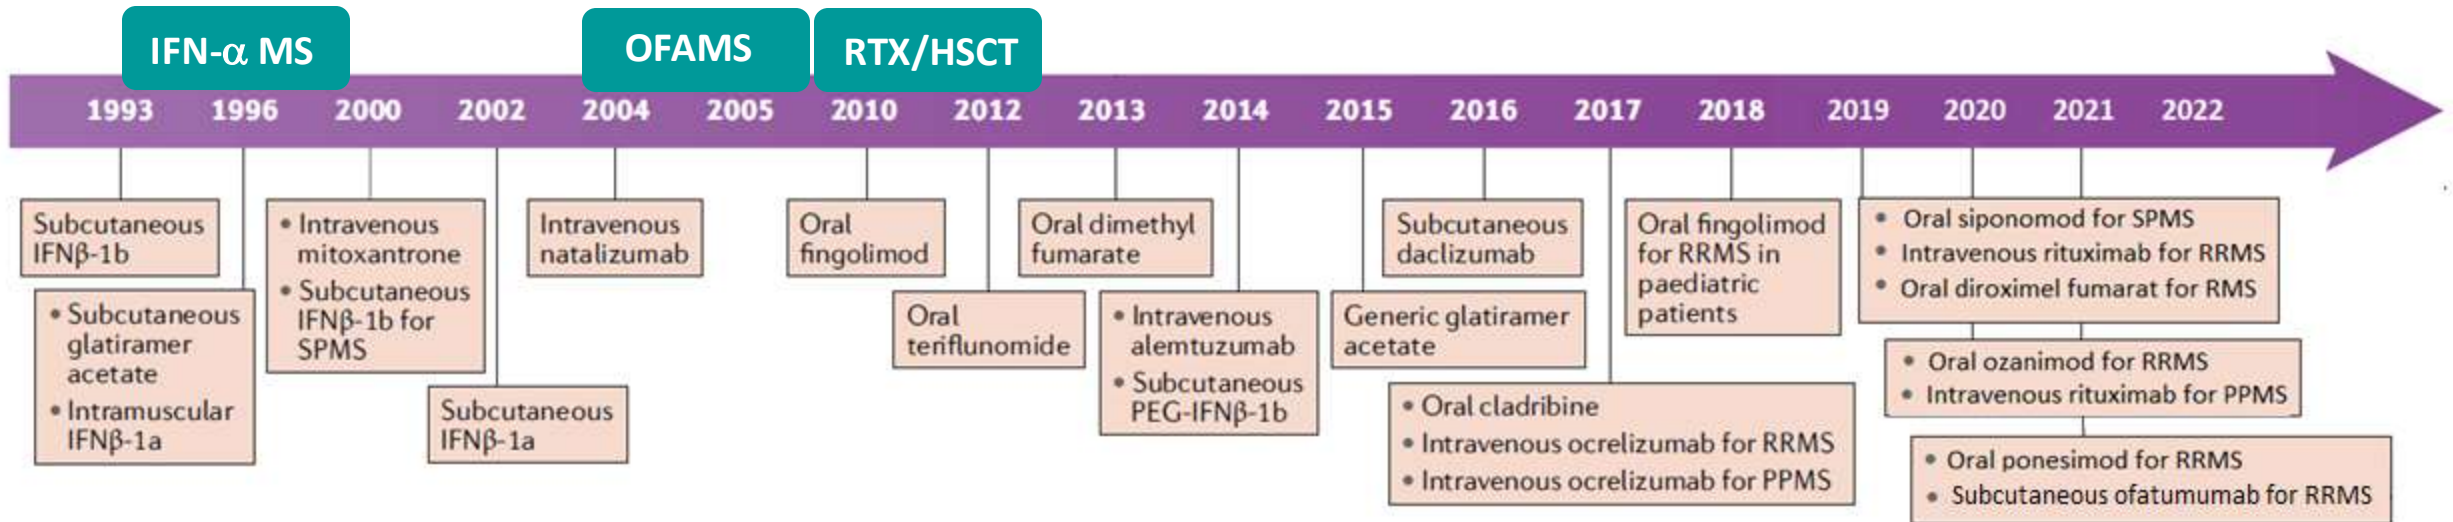 IFN-α MS
OFAMS
RTX/HSCT
1993 1996 2000 2002 2004 2005 2010 2012 2013 2014 2015 2016 2017 2018 2019 2020 2021 2022
Subcutaneous
IFNβ-1b
• Subcutaneous
glatiramer
acetate
• Intramuscular
IFNβ-1a
• Intravenous
mitoxantrone
• Subcutaneous
IFNβ-1b for
SPMS
Subcutaneous
IFNβ-1a
Intravenous
natalizumab
Oral
fingolimod
Oral
teriflunomide
Oral dimethyl
fumarate
• Intravenous
alemtuzumab
• Subcutaneous
PEG-IFNβ-1b
Generic glatiramer
acetate
Subcutaneous
daclizumab
• Oral cladribine
• Intravenous ocrelizumab for RRMS
• Intravenous ocrelizumab for PPMS
Oral fingolimod
for RRMS in
paediatric
patients
• Oral siponomod for SPMS
• Intravenous rituximab for RRMS
• Oral diroximel fumarat for RMS
• Oral ozanimod for RRMS
• Intravenous rituximab for PPMS
• Oral ponesimod for RRMS
• Subcutaneous ofatumumab for RRMS